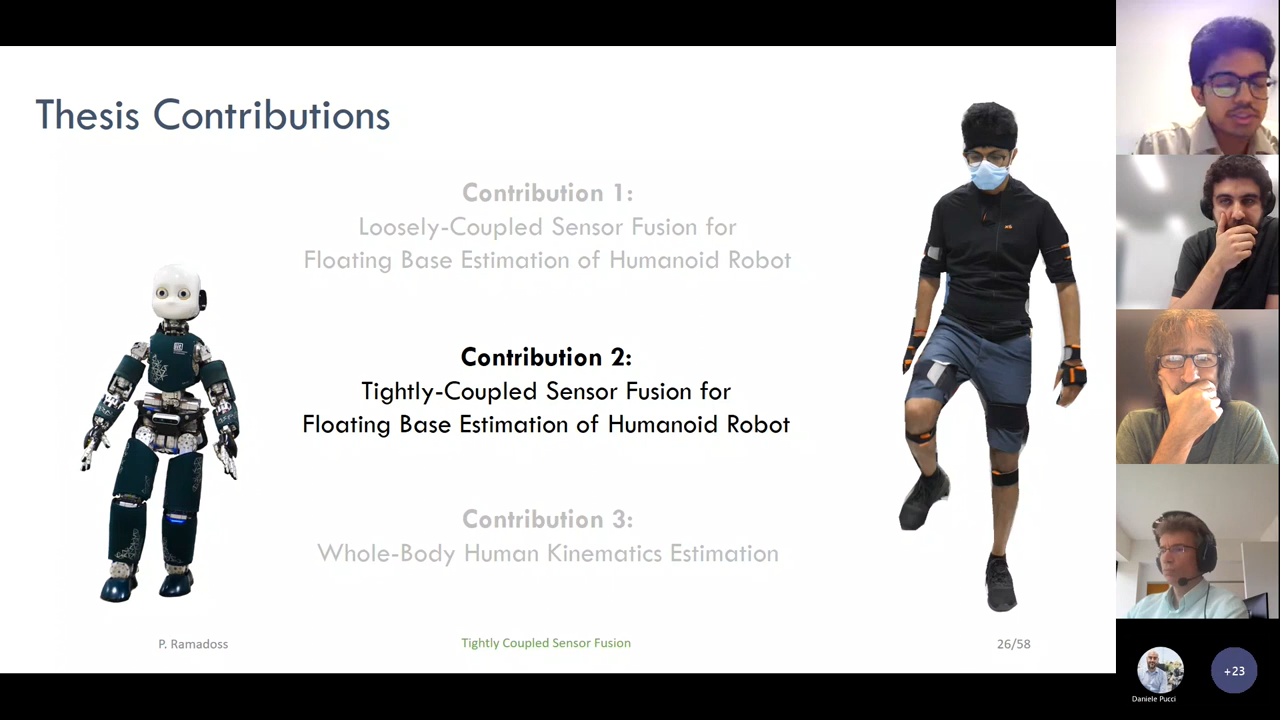 Thesis Contributions
Contribution 1:
Loosely-Coupled Sensor Fusion for
Floating Base Estimation of Humanoid Robot
Contribution 2:
Tightly-Coupled Sensor Fusion for
Floating Base Estimation of Humanoid Robot
Contribution 3:
Whole-Body Human Kinematics Estimation
P. Ramadoss
Tightly Coupled Sensor Fusion
26/58
Daniele Pucci
+23